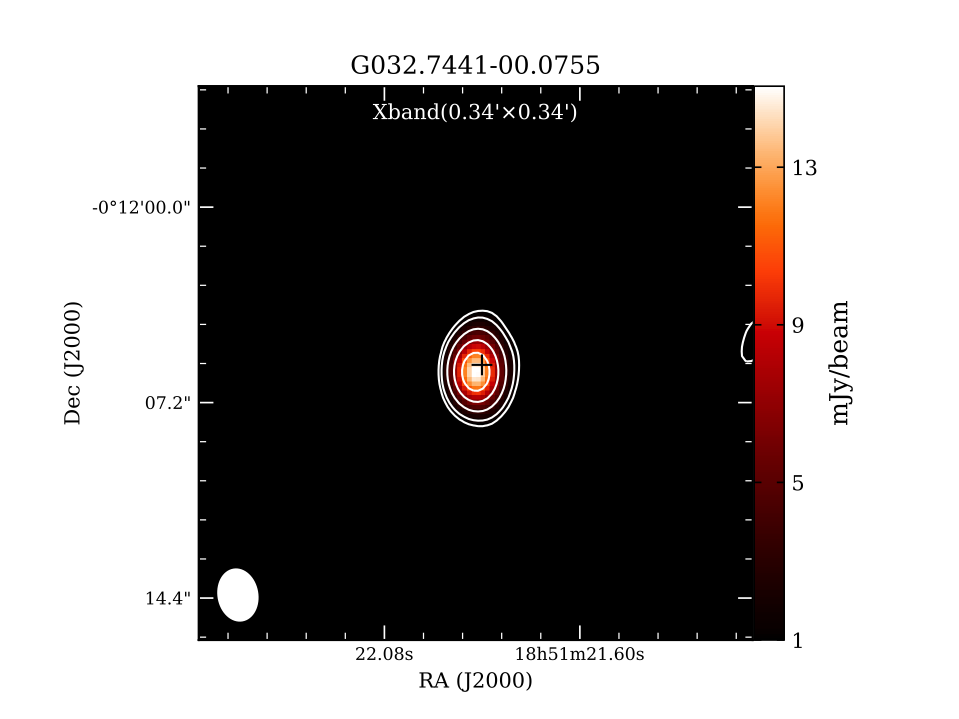 G032.7441-00.0755
Xband(0.34'×0.34')
-0°12'00.0"
07.2"
14.4"
Dec (J2000)
22.08s
18h51m21.60s
RA (J2000)
13
9
5
1
mJy/beam